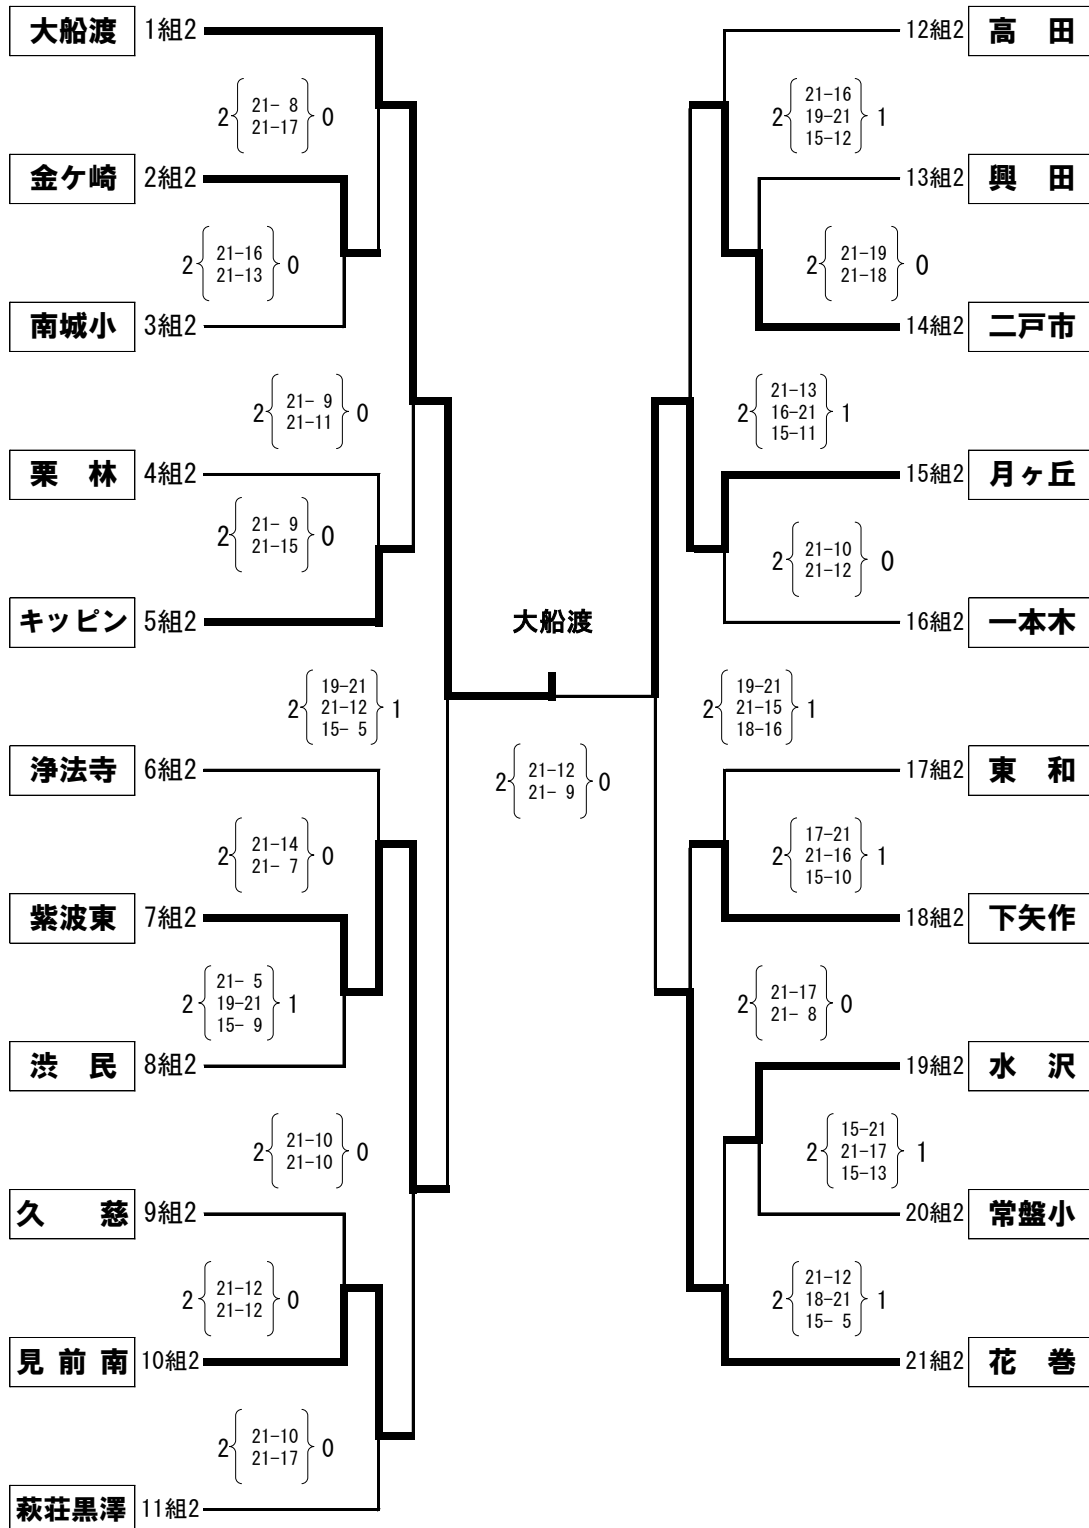 大船渡 1組2
2 21- 8 0
21-17
金ケ崎 2組2
2 21-16 0
21-13
南城小 3組2
2 21- 9 0
21-11
栗 林 4組2
2 21- 9 0
21-15
キッピン 5組2
2 19-21 1
21-12
15- 5
浄法寺 6組2
2 21-14 0
21- 7
紫波東 7組2
2 21- 5 1
19-21
15- 9
渋 民 8組2
2 21-10 0
21-10
久 慈 9組2
2 21-12 0
21-12
見前南 10組2
2 21-10 0
21-17
萩荘黒澤 11組2
大船渡
2 21-12 0
21- 9
12組2 高 田
2 21-16 1
19-21
15-12
13組2 興 田
2 21-19 0
21-18
14組2 二戸市
2 21-13 1
16-21
15-11
15組2 月ヶ丘
2 21-10 0
21-12
16組2 一本木
2 19-21 1
21-15
18-16
17組2 東 和
2 17-21 1
21-16
15-10
18組2 下矢作
2 21-17 0
21- 8
19組2 水 沢
2 15-21 1
21-17
15-13
20組2 常盤小
2 21-12 1
18-21
15- 5
21組2 花 巻